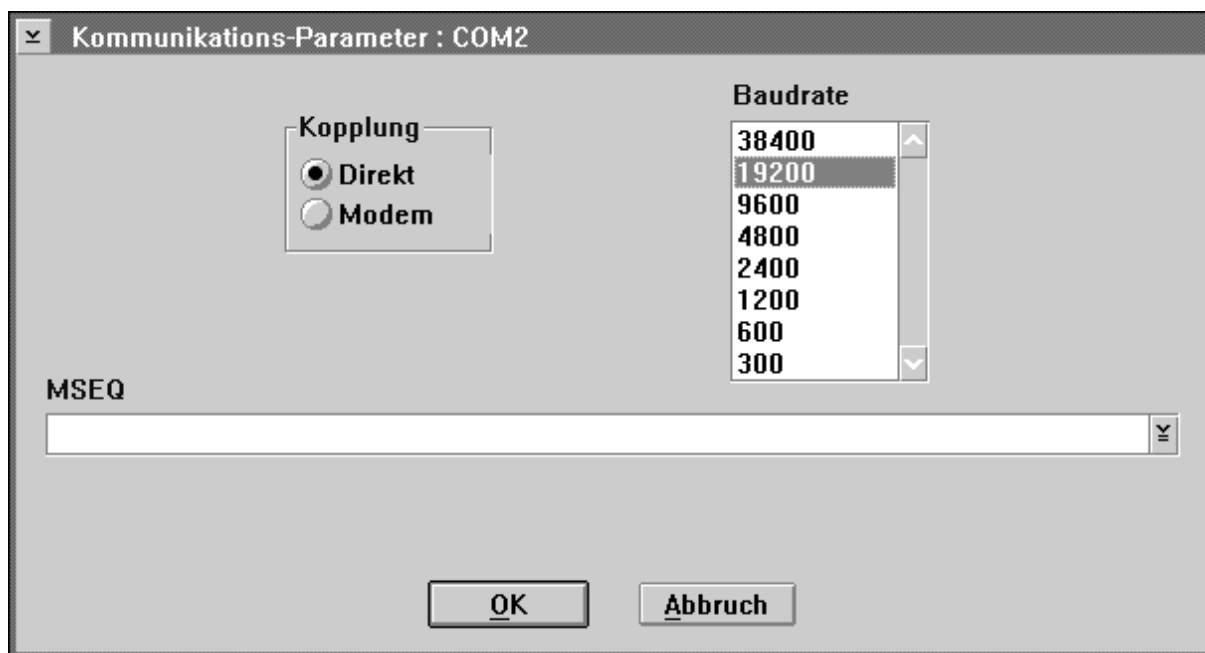 Kommunikations-Parameter : COM2
Kopplung
Direkt
Modem
Baudrate
38400
19200
9600
4800
2400
1200
600
300
MSEQ
OK
Abbruch